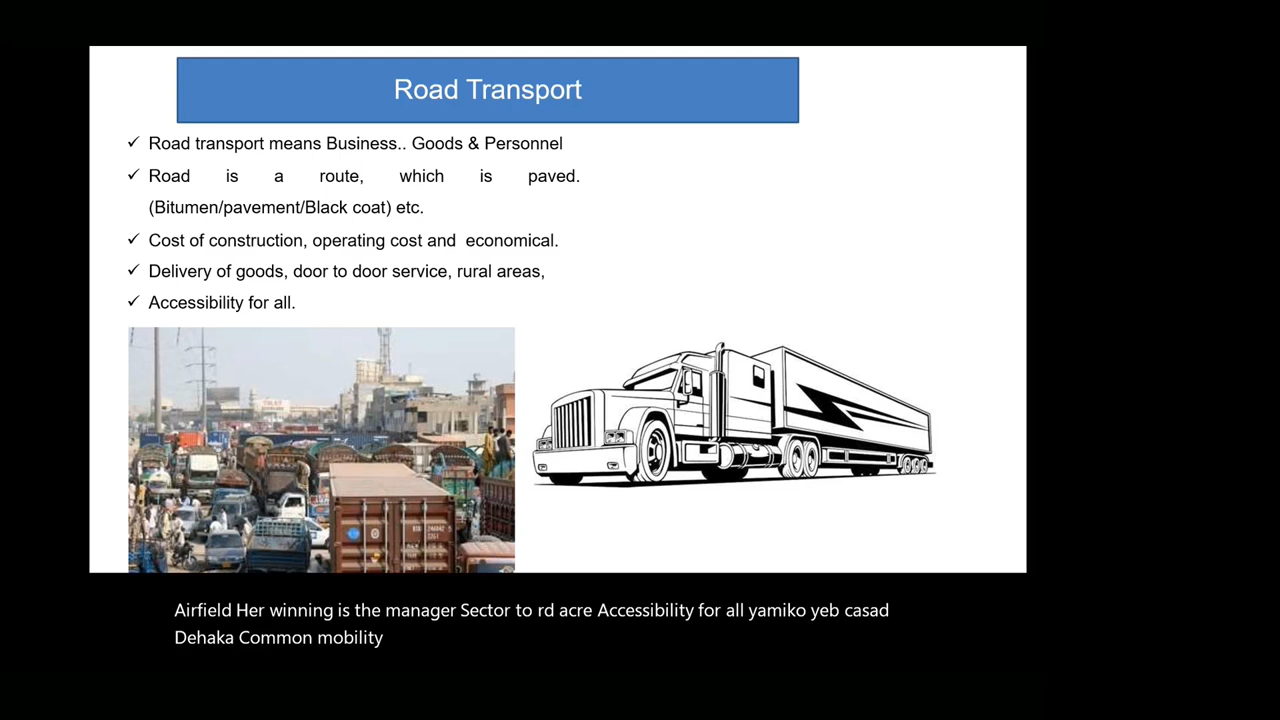 Road Transport
Road transport means Business.. Goods & Personnel
Road is a route, which is paved.
(Bitumen/pavement/Black coat) etc.
Cost of construction, operating cost and economical.
Delivery of goods, door to door service, rural areas,
Accessibility for all.
Airfield Her winning is the manager Sector to rd acre Accessibility for all yamiko yeb casad
Dehaka Common mobility